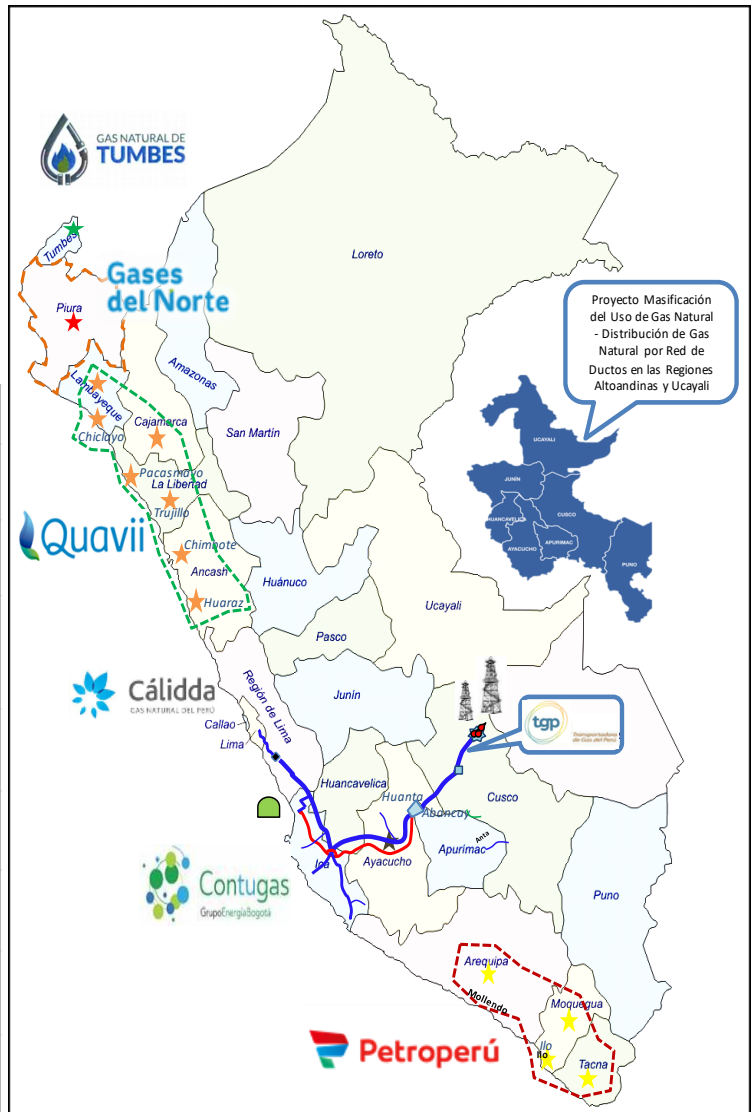 GAS NATURAL DE
TUMBES
Tumbes
Loreto
Gases
del Norte
Piura
Proyecto Masificación
del Uso de Gas Natural
- Distribución de Gas
Natural por Red de
Ductos en las Regiones
Altoandinas y Ucayali
Amazonas
Lambayeque
Cajamarca
San Martín
Chiclayo
UCAYALI
Pacasmayo
La Libertad
JUNÍN
Trujillo
CUSCO
Quavii
HUANCAVELICA
APURIMAC
AYACUCHO
PUNO
Chimbote
Ancash
Huánuco
Huaraz
Ucayali
Pasco
Región de Lima
Cálidda
GAS NATURAL DEL PERÚ
Junín
Callao
Lima
tgp
Transportadora
de Gas del Perú
Huancavelica
Huanta
Cusco
Abancay
Anta
Apurímac
Ica
Ayacucho
Contugas
GrupoEnergíaBogotá
Puno
Arequipa
Mollendo
Moquegua
Ilo
Ilo
Petroperú
Tacna